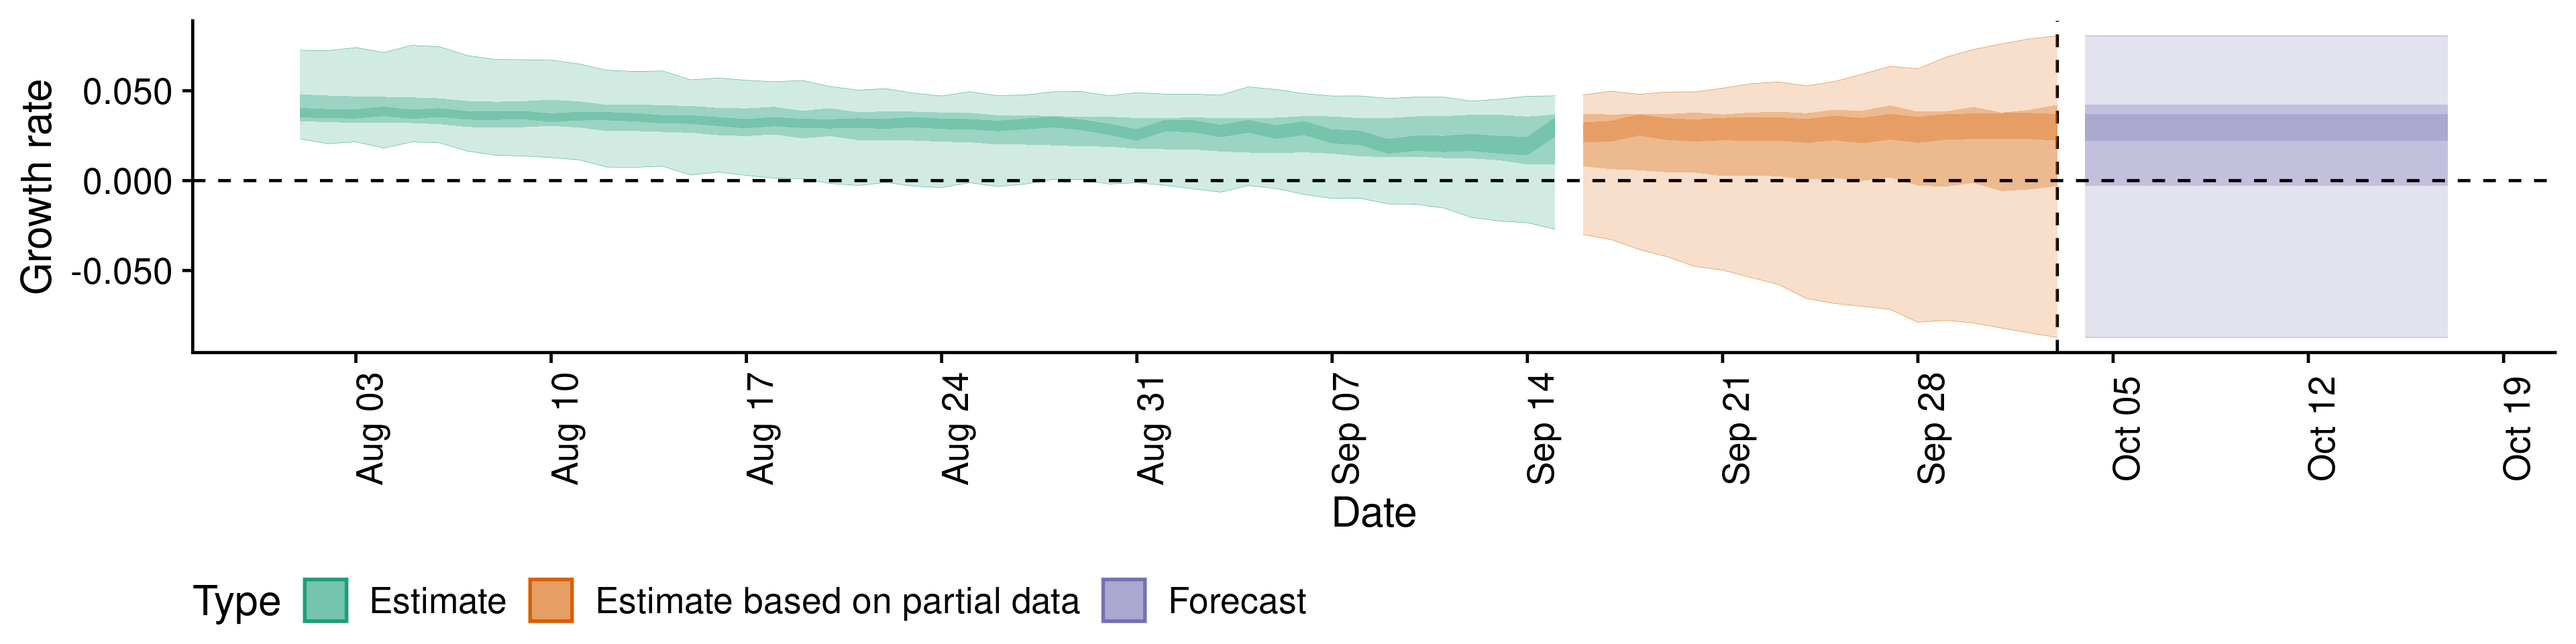 Growth rate
0.050
0.000
-0.050
Aug 03
Aug 10
Aug 17
Aug 24
Aug 31
Sep 07
Sep 14
Sep 21
Sep 28
Oct 05
Oct 12
Oct 19
Date
Type Estimate Estimate based on partial data Forecast